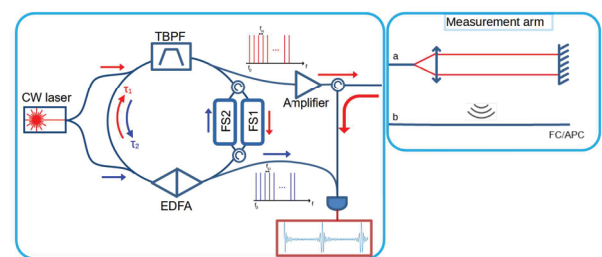 Measurement arm
TBPF
a
CW laser
τ₁
τ₂
FS2
FS1
Amplifier
b
FC/APC
EDFA
f
f